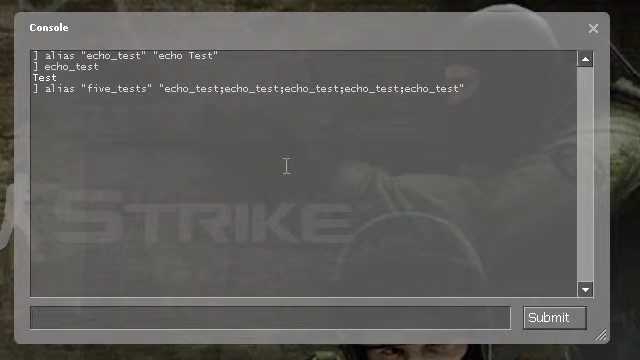 Console
] alias "echo_test" "echo Test"
] echo_test
Test
] alias "five_tests" "echo_test;echo_test;echo_test;echo_test;echo_test"
STRIKE
Submit